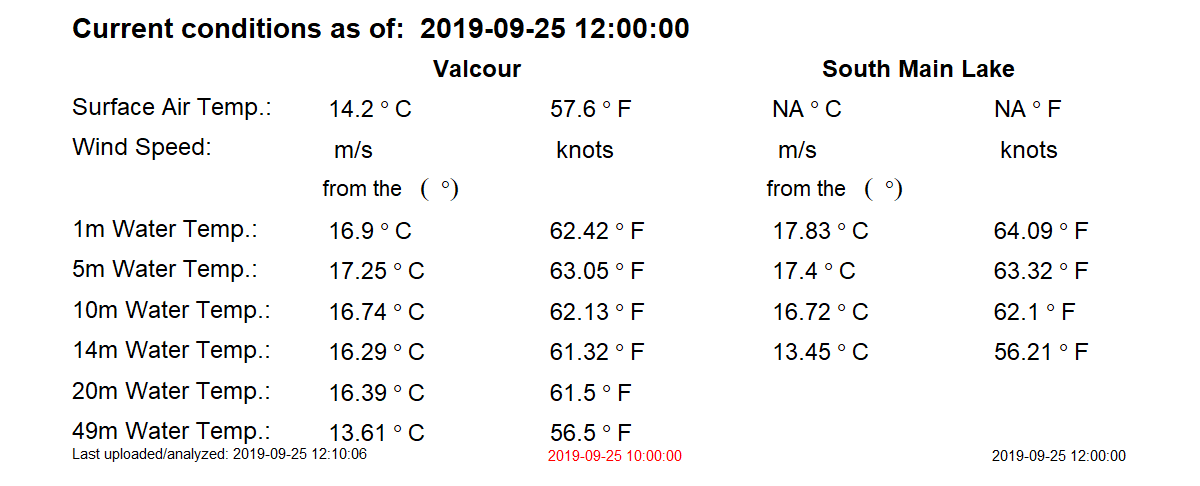 Current conditions as of: 2019-09-25 12:00:00
Valcour South Main Lake
Surface Air Temp.: 14.2 ° C 57.6 ° F NA ° C NA ° F
Wind Speed: m/s knots m/s knots
from the ( °) from the ( °)
1m Water Temp.: 16.9 ° C 62.42 ° F 17.83 ° C 64.09 ° F
5m Water Temp.: 17.25 ° C 63.05 ° F 17.4 ° C 63.32 ° F
10m Water Temp.: 16.74 ° C 62.13 ° F 16.72 ° C 62.1 ° F
14m Water Temp.: 16.29 ° C 61.32 ° F 13.45 ° C 56.21 ° F
20m Water Temp.: 16.39 ° C 61.5 ° F
49m Water Temp.: 13.61 ° C 56.5 ° F
Last uploaded/analyzed: 2019-09-25 12:10:06 2019-09-25 10:00:00 2019-09-25 12:00:00